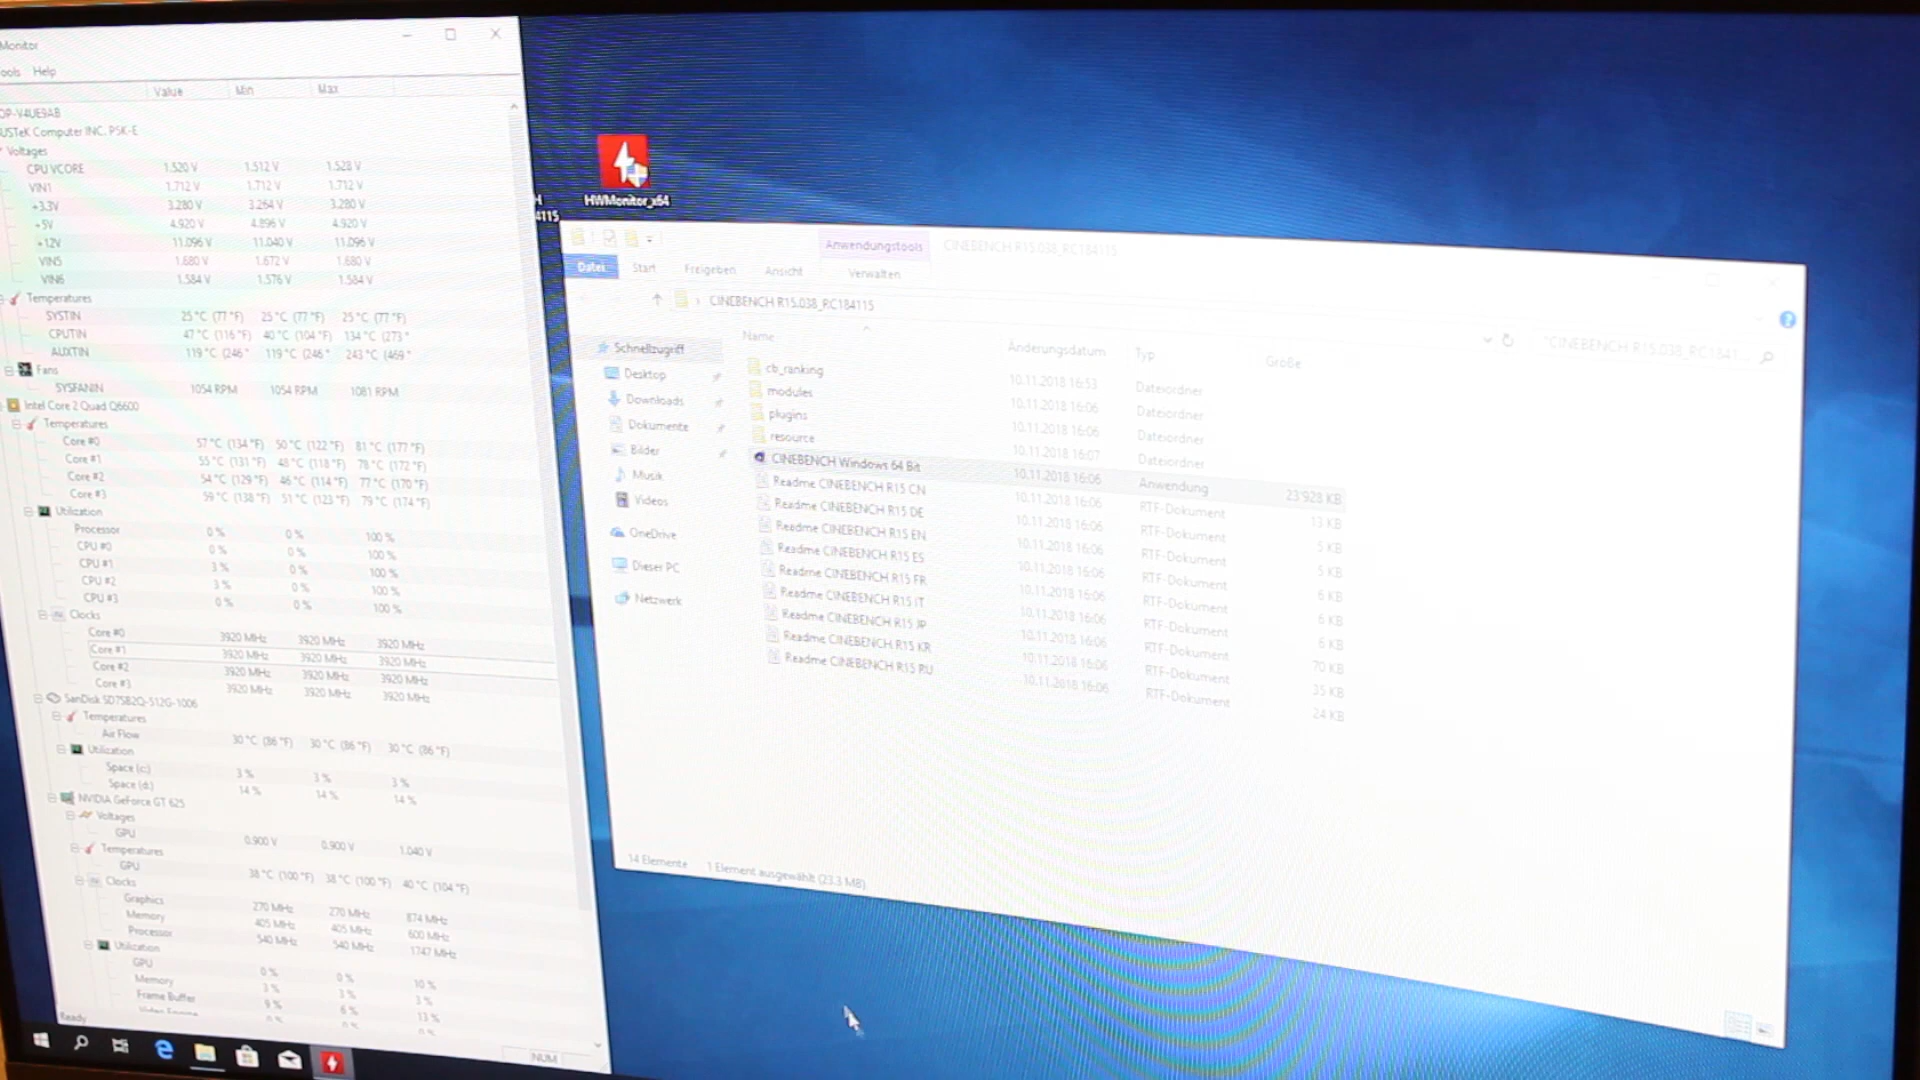 Monitor
ools Help
Value Min Max
OP-V4UE9AB
USTeK Computer INC. P5K-E
Voltages
CPU VCORE 1.520 V 1.512 V 1.528 V
VIN1 1.712 V 1.712 V 1.712 V
+3.3V 3.280 V 3.264 V 3.280 V
+5V 4.920 V 4.896 V 4.920 V
+12V 11.096 V 11.040 V 11.096 V
VIN5 1.680 V 1.672 V 1.680 V
VIN6 1.584 V 1.576 V 1.584 V
Temperatures
SYSTIN 25 °C (77 °F) 25 °C (77 °F) 25 °C (77 °F)
CPUTIN 47 °C (116 °F) 40 °C (104 °F) 134 °C (273 °
AUXTIN 119 °C (246 ° 119 °C (246 ° 243 °C (469 °
Fans
SYSFANIN 1054 RPM 1054 RPM 1081 RPM
Intel Core 2 Quad Q6600
Temperatures
Core #0 57 °C (134 °F) 50 °C (122 °F) 81 °C (177 °F)
Core #1 55 °C (131 °F) 48 °C (118 °F) 78 °C (172 °F)
Core #2 54 °C (129 °F) 46 °C (114 °F) 77 °C (170 °F)
Core #3 59 °C (138 °F) 51 °C (123 °F) 79 °C (174 °F)
Utilization
Processor 0 % 0 % 100 %
CPU #0 0 % 0 % 100 %
CPU #1 3 % 0 % 100 %
CPU #2 3 % 0 % 100 %
CPU #3 0 % 0 % 100 %
Clocks
Core #0 3920 MHz 3920 MHz 3920 MHz
Core #1 3920 MHz 3920 MHz 3920 MHz
Core #2 3920 MHz 3920 MHz 3920 MHz
Core #3 3920 MHz 3920 MHz 3920 MHz
SanDisk SD7SB2Q-512G-1006
Temperatures
Air Flow 30 °C (86 °F) 30 °C (86 °F) 30 °C (86 °F)
Utilization
Space (c:) 3 % 3 % 3 %
Space (d:) 14 % 14 % 14 %
NVIDIA GeForce GT 625
Voltages
GPU 0.900 V 0.900 V 1.040 V
Temperatures
GPU 38 °C (100 °F) 38 °C (100 °F) 40 °C (104 °F)
Clocks
Graphics 270 MHz 270 MHz 874 MHz
Memory 405 MHz 405 MHz 600 MHz
Processor 540 MHz 540 MHz 1747 MHz
Utilization
GPU 0 % 0 % 10 %
Memory 3 % 3 % 3 %
Frame Buffer 9 % 6 % 13 %
Video Engine 0 % 0 % 0 %
Ready
NUM
H
4115
HWMonitor_x64
Anwendungstools CINEBENCH R15.038_RC184115
Datei Start Freigeben Ansicht Verwalten
CINEBENCH R15.038_RC184115
"CINEBENCH R15.038_RC1841...
Name Änderungsdatum Typ Größe
Schnellzugriff
Desktop
Downloads
Dokumente
Bilder
Musik
Videos
OneDrive
Dieser PC
Netzwerk
cb_ranking 10.11.2018 16:53 Dateiordner
modules 10.11.2018 16:06 Dateiordner
plugins 10.11.2018 16:06 Dateiordner
resource 10.11.2018 16:07 Dateiordner
CINEBENCH Windows 64 Bit 10.11.2018 16:06 Anwendung 23'928 KB
Readme CINEBENCH R15 CN 10.11.2018 16:06 RTF-Dokument 13 KB
Readme CINEBENCH R15 DE 10.11.2018 16:06 RTF-Dokument 5 KB
Readme CINEBENCH R15 EN 10.11.2018 16:06 RTF-Dokument 5 KB
Readme CINEBENCH R15 ES 10.11.2018 16:06 RTF-Dokument 6 KB
Readme CINEBENCH R15 FR 10.11.2018 16:06 RTF-Dokument 6 KB
Readme CINEBENCH R15 IT 10.11.2018 16:06 RTF-Dokument 6 KB
Readme CINEBENCH R15 JP 10.11.2018 16:06 RTF-Dokument 70 KB
Readme CINEBENCH R15 KR 10.11.2018 16:06 RTF-Dokument 35 KB
Readme CINEBENCH R15 RU 10.11.2018 16:06 RTF-Dokument 24 KB
14 Elemente 1 Element ausgewählt (23.3 MB)